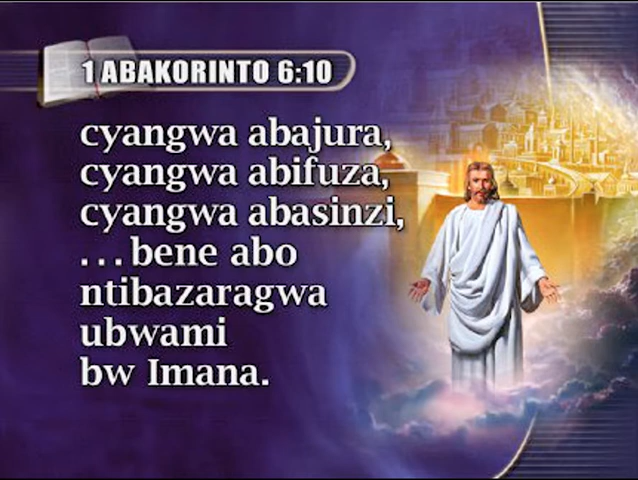 1 ABAKORINTO 6:10
cyangwa abajura,
cyangwa abifuza,
cyangwa abasinzi,
...bene abo
ntibazaragwa
ubwami
bw Imana.